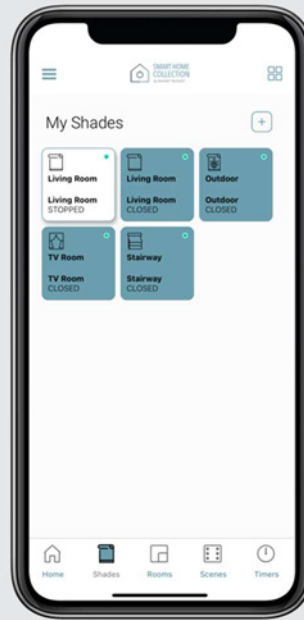 SMART HOME
COLLECTION
My Shades
Living Room
Living Room
STOPPED
Living Room
Living Room
CLOSED
Outdoor
Outdoor
CLOSED
TV Room
TV Room
CLOSED
Stairway
Stairway
CLOSED
Home
Shades
Rooms
Scenes
Timers